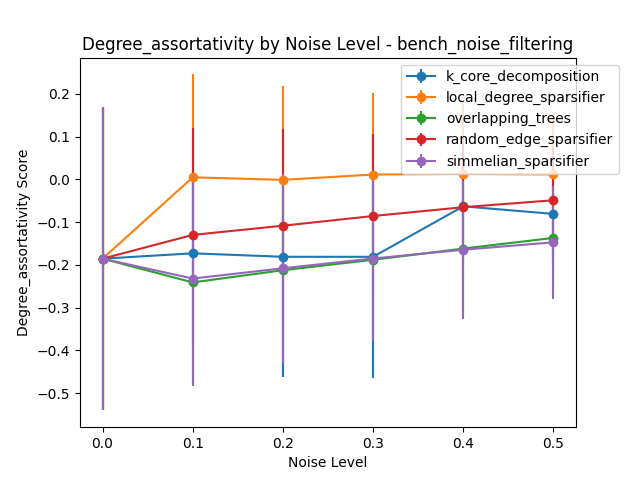 Degree_assortativity by Noise Level - bench_noise_filtering
k_core_decomposition
local_degree_sparsifier
overlapping_trees
random_edge_sparsifier
simmelian_sparsifier
Degree_assortativity Score
0.2
0.1
0.0
−0.1
−0.2
−0.3
−0.4
−0.5
0.0 0.1 0.2 0.3 0.4 0.5
Noise Level